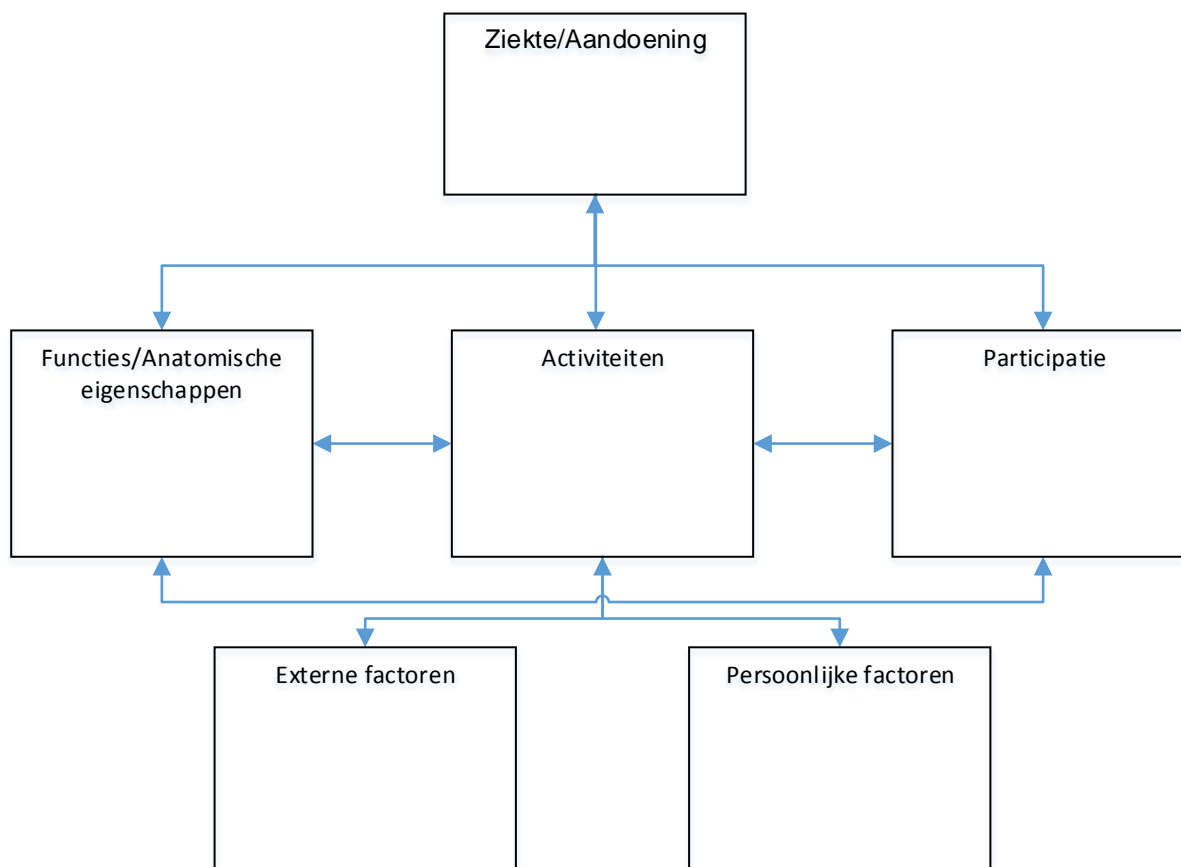 Ziekte/Aandoening
Functies/Anatomische
eigenschappen
Activiteiten
Participatie
Externe factoren
Persoonlijke factoren